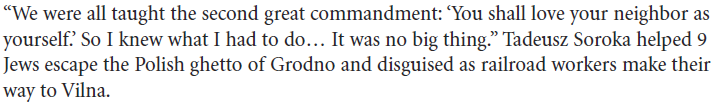 “We were all taught the second great commandment: ‘You shall love your neighbor as
yourself.’ So I knew what I had to do… It was no big thing.” Tadeusz Soroka helped 9
Jews escape the Polish ghetto of Grodno and disguised as railroad workers make their
way to Vilna.